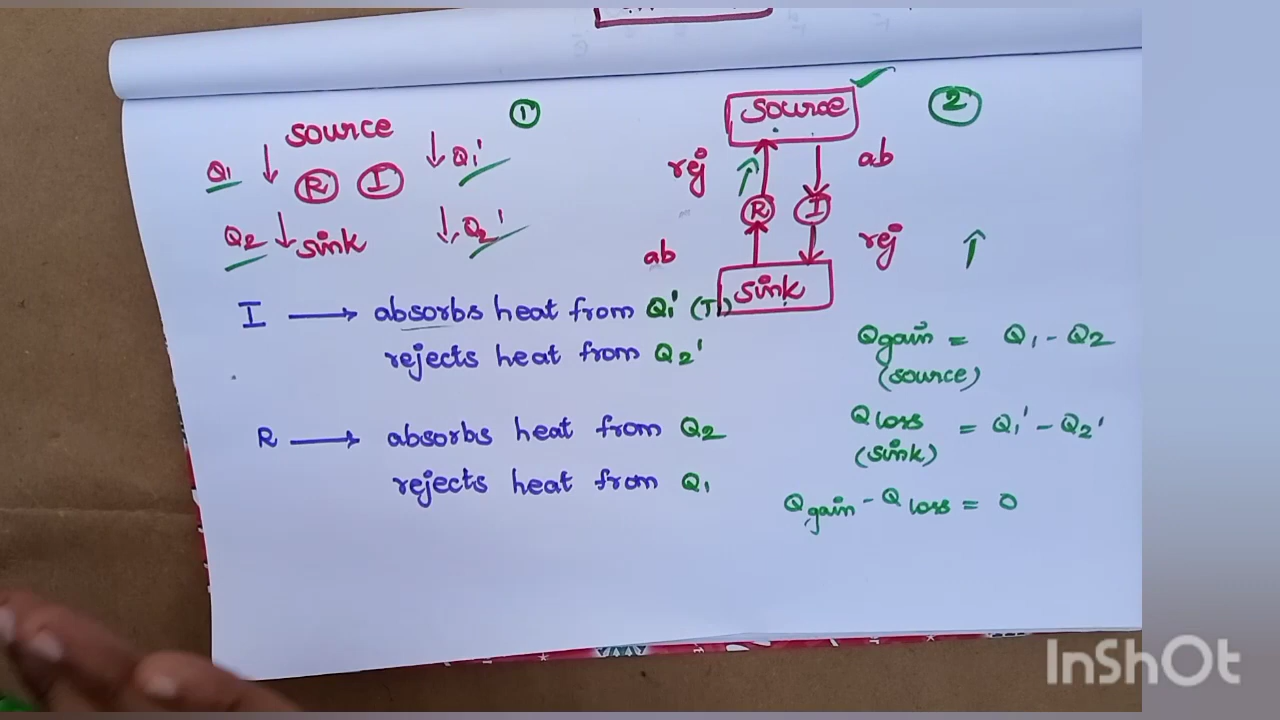 ①
source
Q1 ↓ ↓ Q1'
R I
Q2 ↓ sink ↓ Q2'
I → absorbs heat from Q1' (T1)
rejects heat from Q2'
R → absorbs heat from Q2
rejects heat from Q1
②
source
rej ↑ ab
R I
ab rej ↑
sink
Qgain = Q1 - Q2
(source)
Qloss = Q1' - Q2'
(sink)
Qgain - Qloss = 0
InShOt